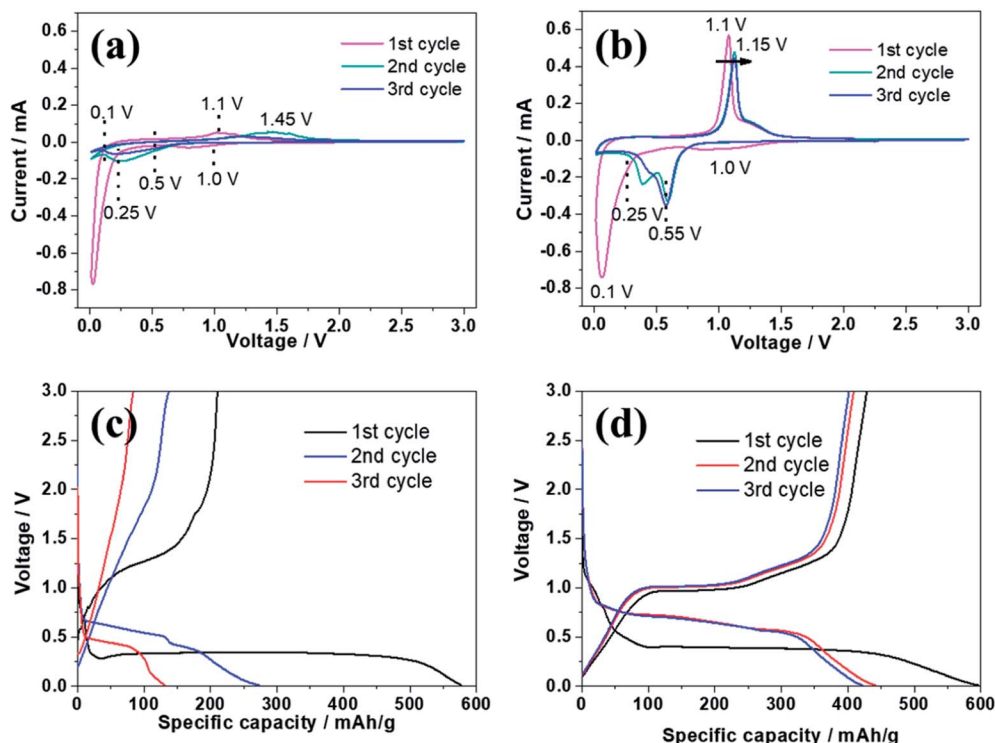 (a)
1st cycle
2nd cycle
3rd cycle
0.1 V
1.1 V
1.45 V
0.25 V
0.5 V
1.0 V
0.6
0.4
0.2
0.0
-0.2
-0.4
-0.6
-0.8
Current / mA
0.0 0.5 1.0 1.5 2.0 2.5 3.0
Voltage / V
(b)
1.1 V
1.15 V
1st cycle
2nd cycle
3rd cycle
1.0 V
0.25 V
0.55 V
0.1 V
0.6
0.4
0.2
0.0
-0.2
-0.4
-0.6
-0.8
Current / mA
0.0 0.5 1.0 1.5 2.0 2.5 3.0
Voltage / V
(c)
1st cycle
2nd cycle
3rd cycle
3.0
2.5
2.0
1.5
1.0
0.5
0.0
Voltage / V
0 100 200 300 400 500 600
Specific capacity / mAh/g
(d)
1st cycle
2nd cycle
3rd cycle
3.0
2.5
2.0
1.5
1.0
0.5
0.0
Voltage / V
0 100 200 300 400 500 600
Specific capacity / mAh/g